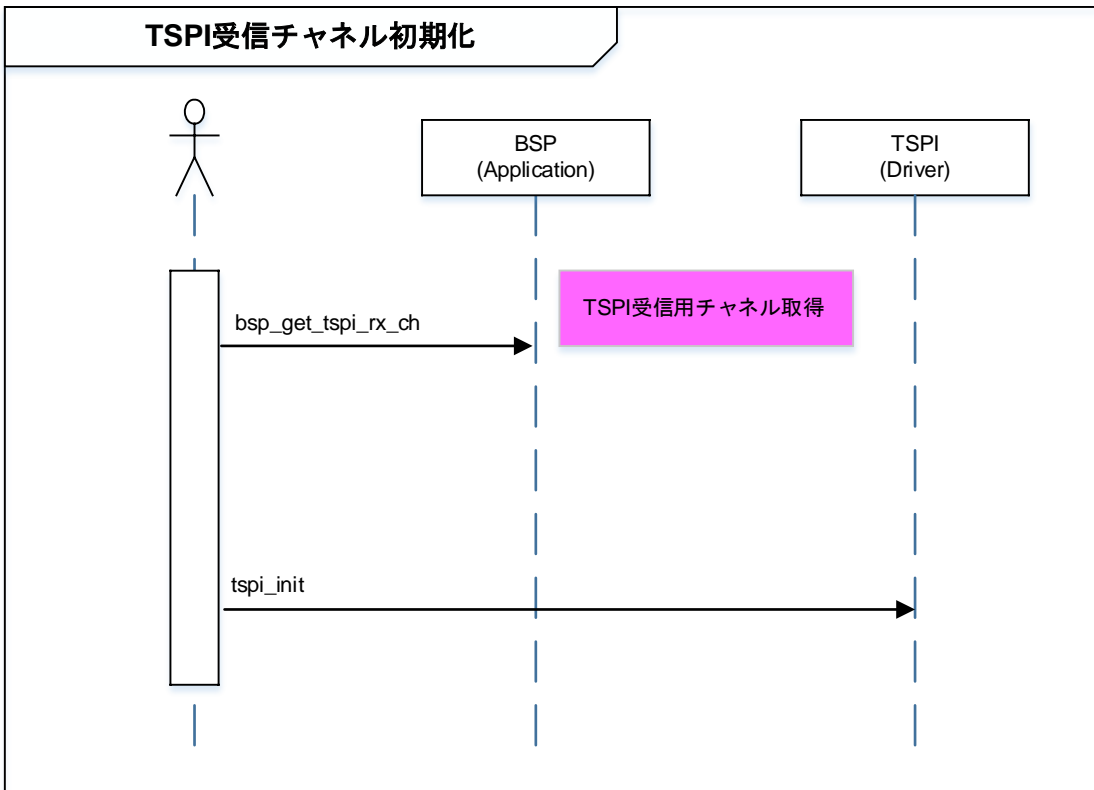 TSPI受信チャネル初期化
BSP
(Application)
TSPI
(Driver)
TSPI受信用チャネル取得
bsp_get_tspi_rx_ch
tspi_init